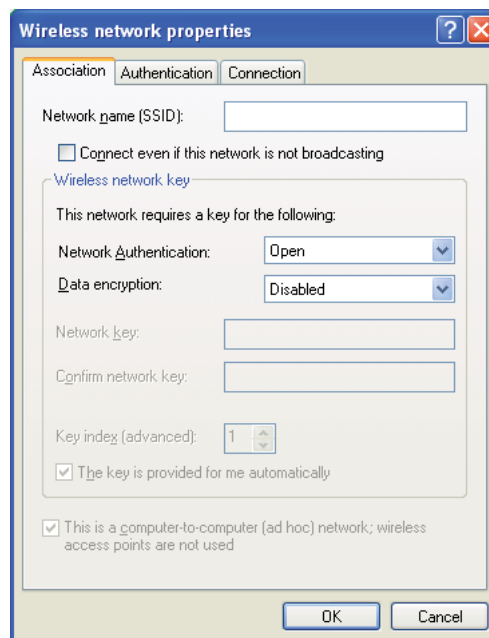 Wireless network properties
Association Authentication Connection
Network name (SSID):
Connect even if this network is not broadcasting
Wireless network key
This network requires a key for the following:
Network Authentication: Open
Data encryption: Disabled
Network key:
Confirm network key:
Key index (advanced): 1
The key is provided for me automatically
This is a computer-to-computer (ad hoc) network; wireless
access points are not used
OK Cancel